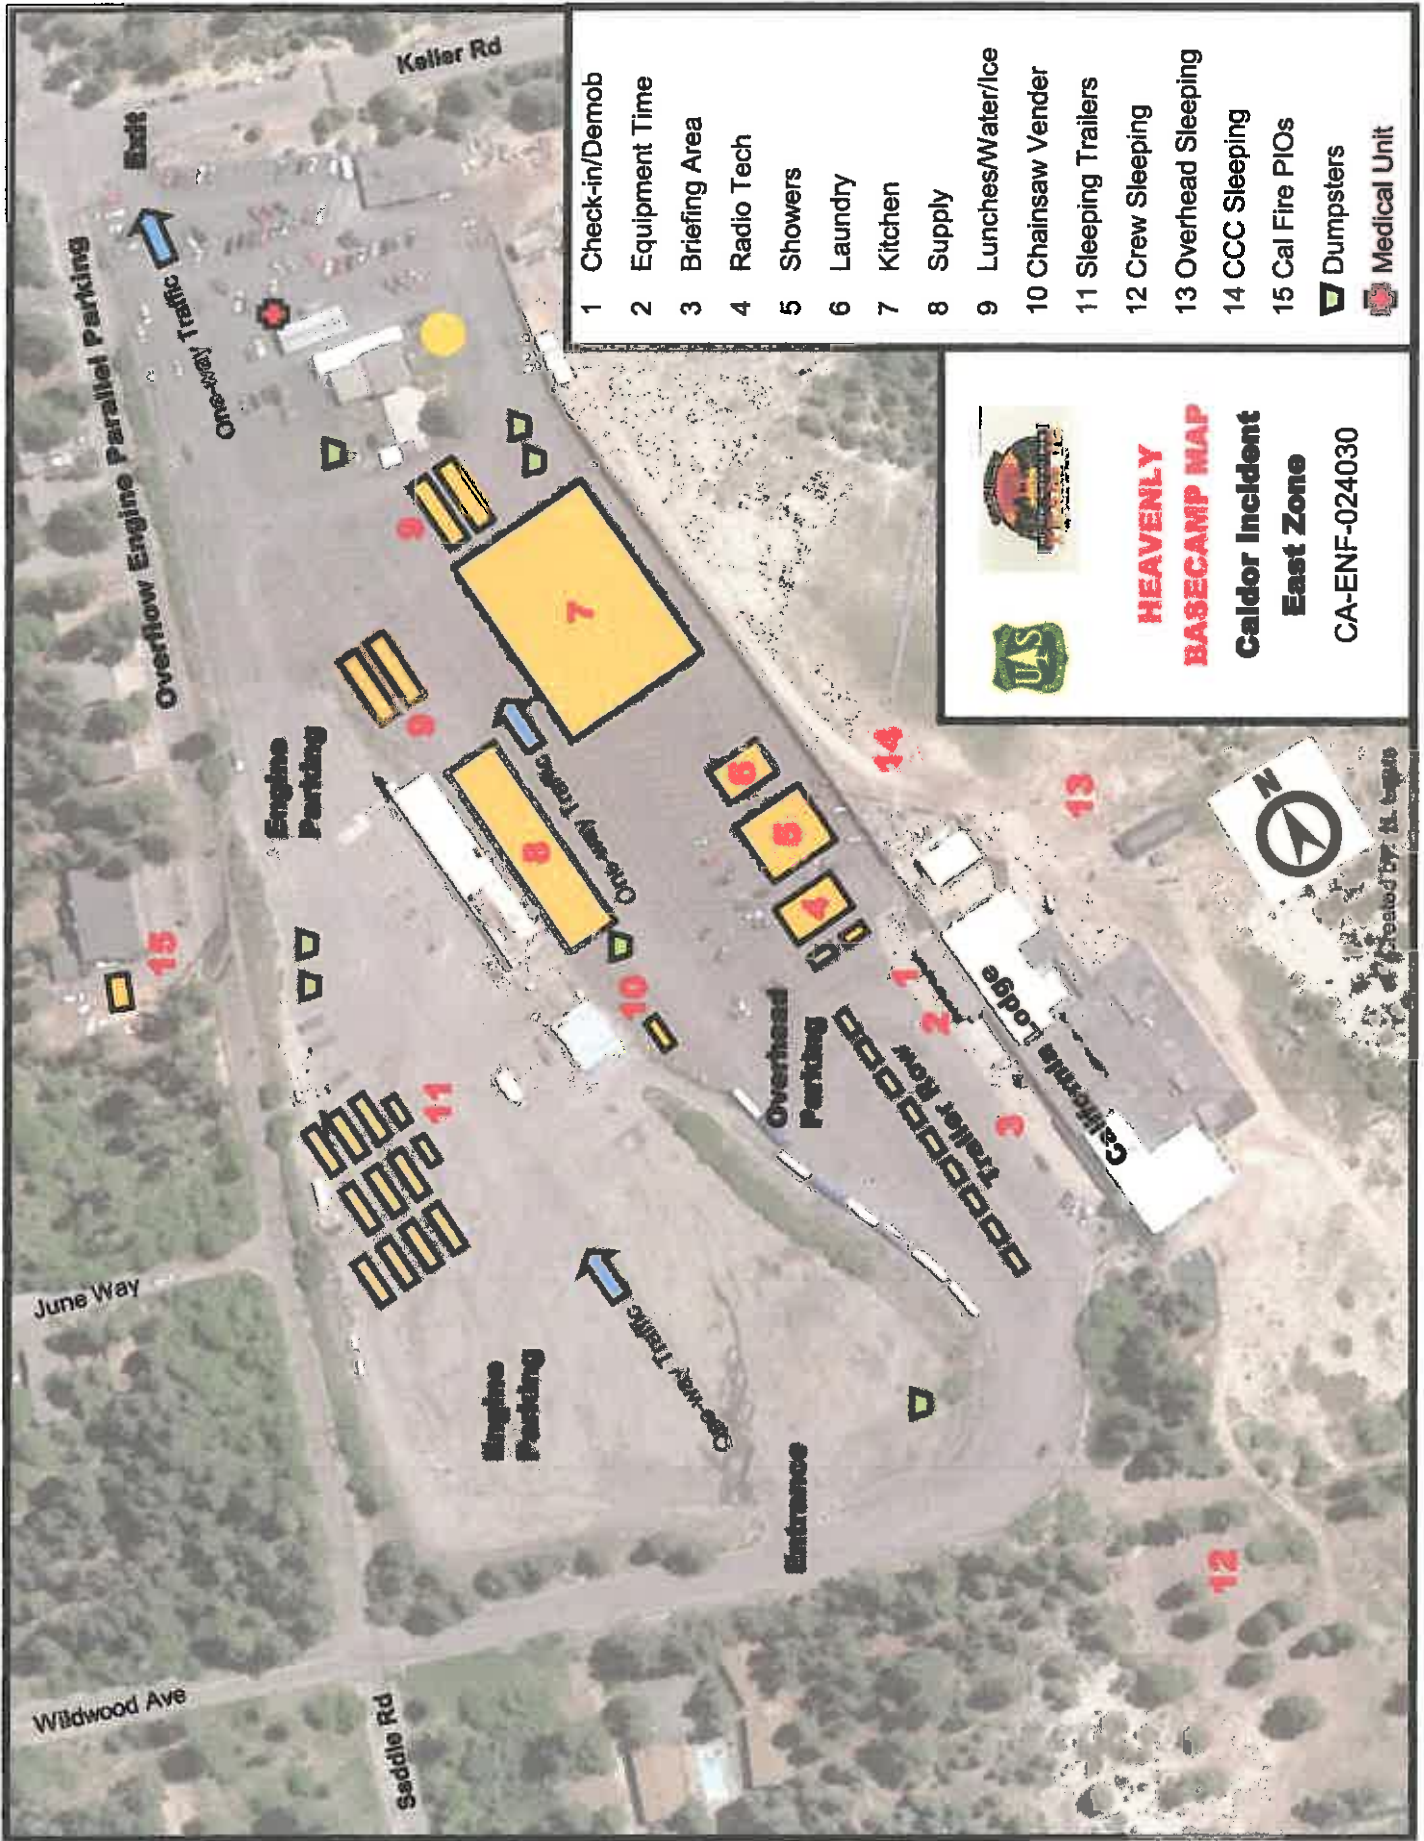 Wildwood Ave
Saddle Rd
June Way
Keller Rd
Overflow Engine Parallel Parking
Exit
One-way Traffic
15
Engine
Parking
9
9
7
11
8
One-way Traffic
10
Engine
Parking
One-way Traffic
Entrance
Overhead
Parking
4
5
6
Trailer Row
1
2
3
California Lodge
14
13
12
N
1 Check-in/Demob
2 Equipment Time
3 Briefing Area
4 Radio Tech
5 Showers
6 Laundry
7 Kitchen
8 Supply
9 Lunches/Water/Ice
10 Chainsaw Vender
11 Sleeping Trailers
12 Crew Sleeping
13 Overhead Sleeping
14 CCC Sleeping
15 Cal Fire PIOs
Dumpsters
Medical Unit
UAS
HEAVENLY
BASECAMP MAP
Caldor Incident
East Zone
CA-ENF-024030
Created by: